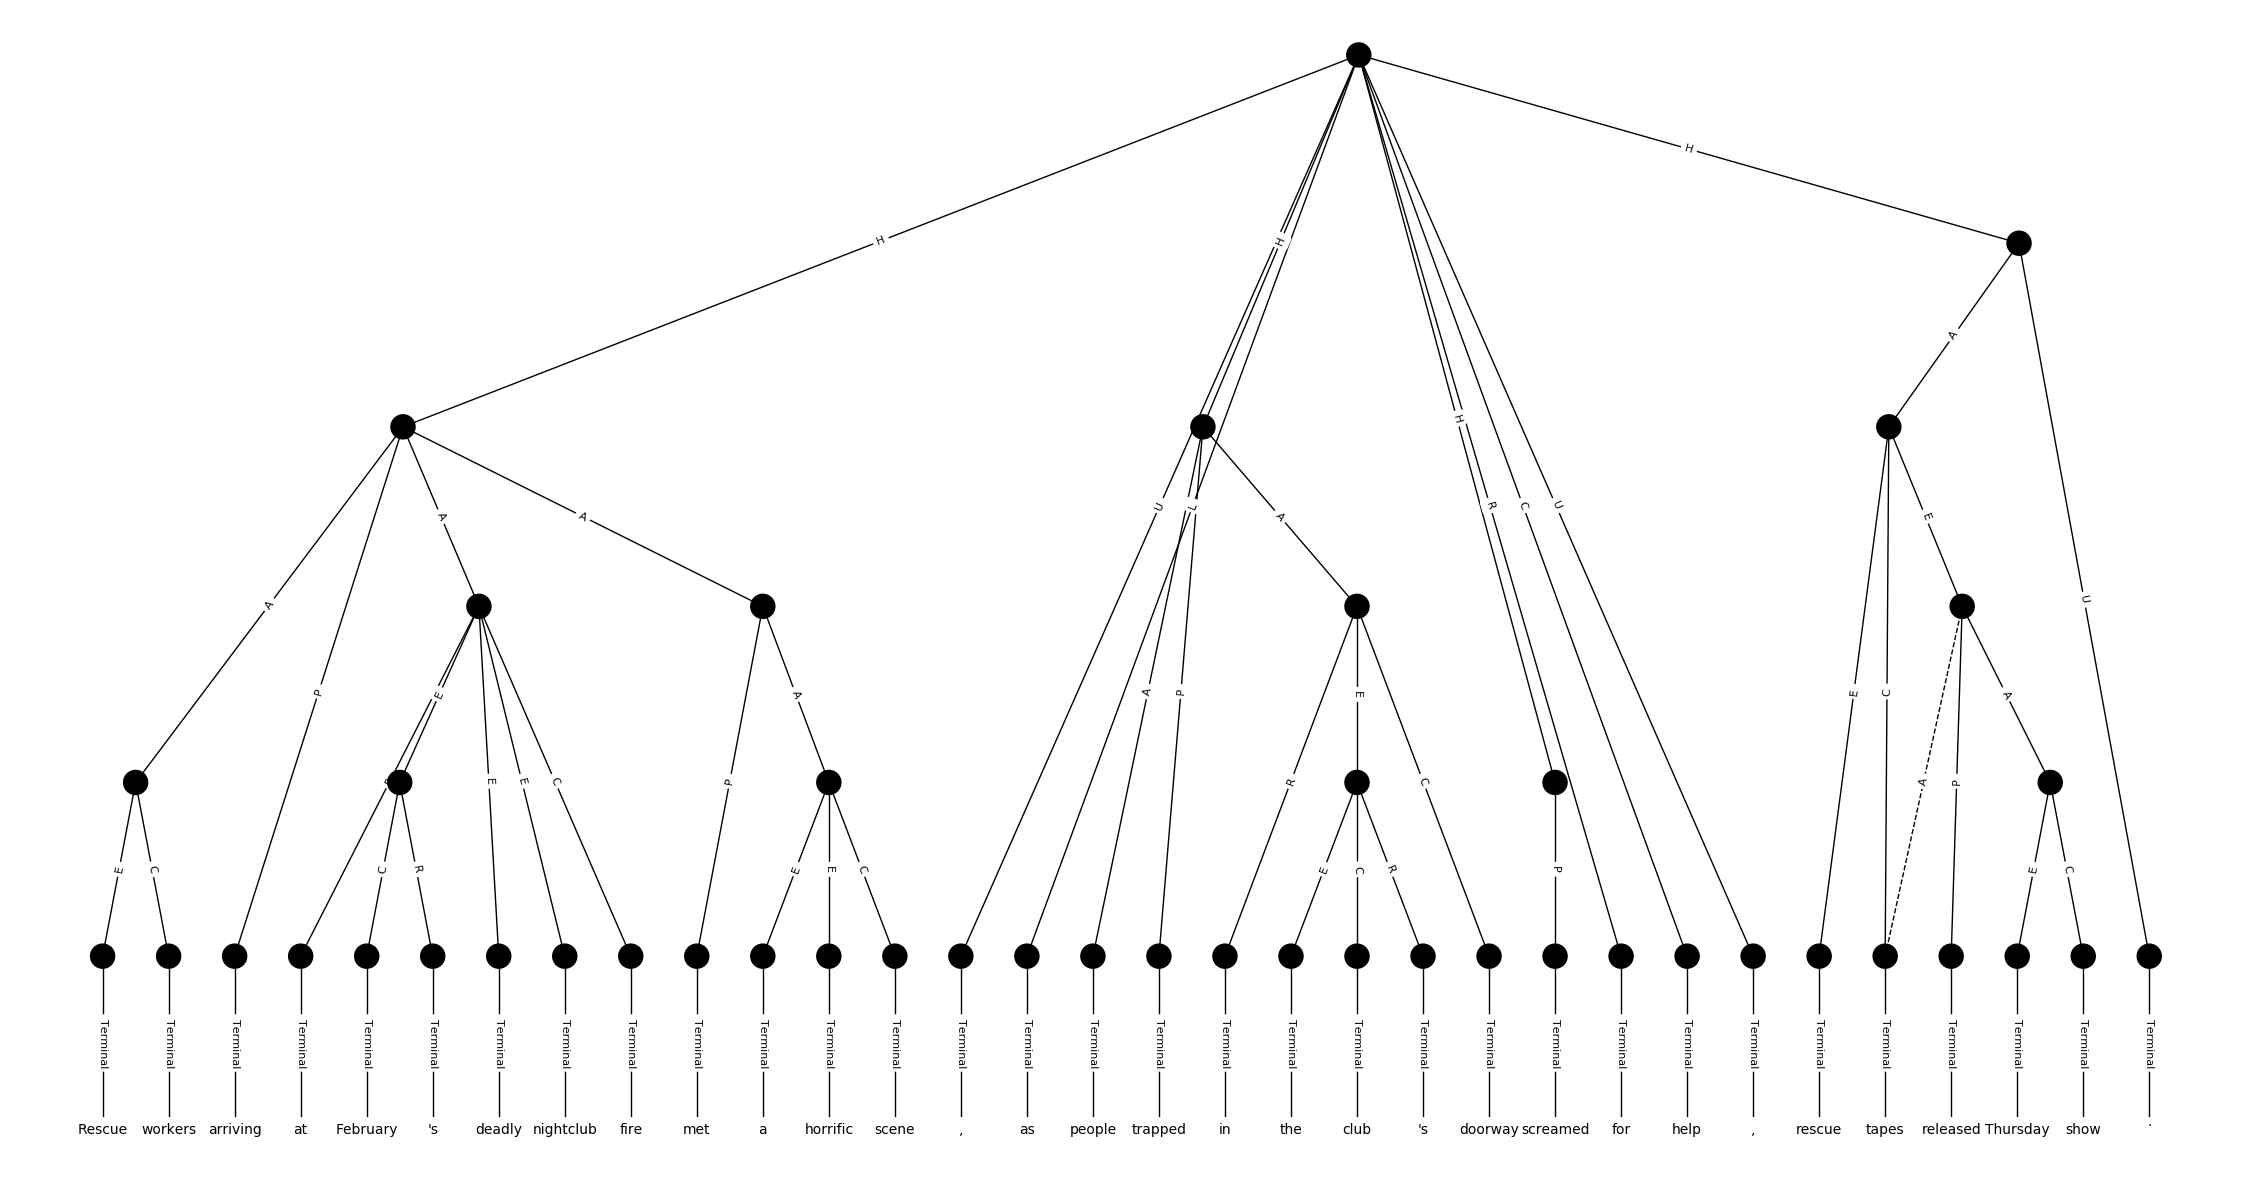 H H
H
A
A
L
H
U A A A E R C U
A P U
E A A P E C
E P E E C P R E C A P
E C C R E E C E C R P E C
Terminal Terminal Terminal Terminal Terminal Terminal Terminal Terminal Terminal Terminal Terminal Terminal Terminal Terminal Terminal Terminal Terminal Terminal Terminal Terminal Terminal Terminal Terminal Terminal Terminal Terminal Terminal Terminal Terminal Terminal Terminal Terminal
Rescue workers arriving at February 's deadly nightclub fire met a horrific scene , as people trapped in the club 's doorway screamed for help , rescue tapes released Thursday show .